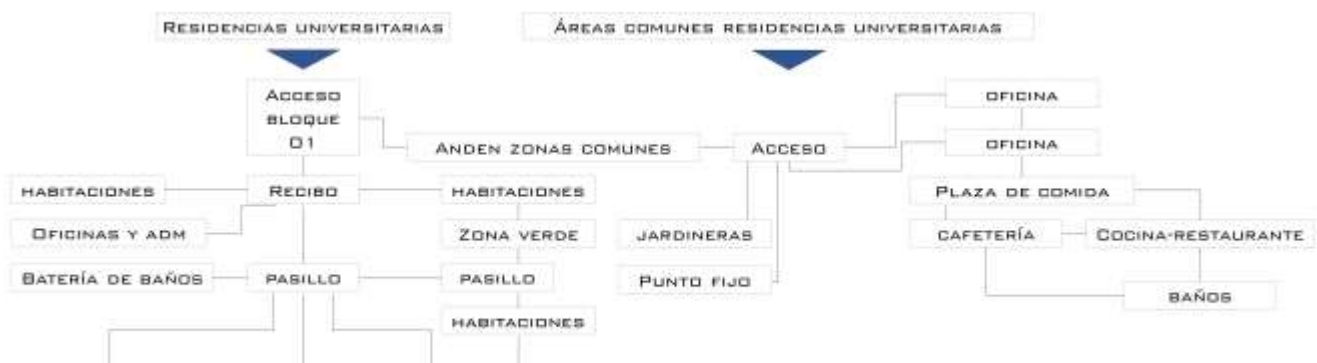 RESIDENCIAS UNIVERSITARIAS
ÁREAS COMUNES RESIDENCIAS UNIVERSITARIAS
ACCESO
BLOQUE
01
OFICINA
ANDEN ZONAS COMUNES
ACCESO
OFICINA
HABITACIONES
RECIBO
HABITACIONES
PLAZA DE COMIDA
OFICINAS Y ADM
ZONA VERDE
JARDINERAS
CAFETERÍA
COCINA-RESTAURANTE
BATERÍA DE BAÑOS
PASILLO
PASILLO
PUNTO FIJO
BAÑOS
HABITACIONES